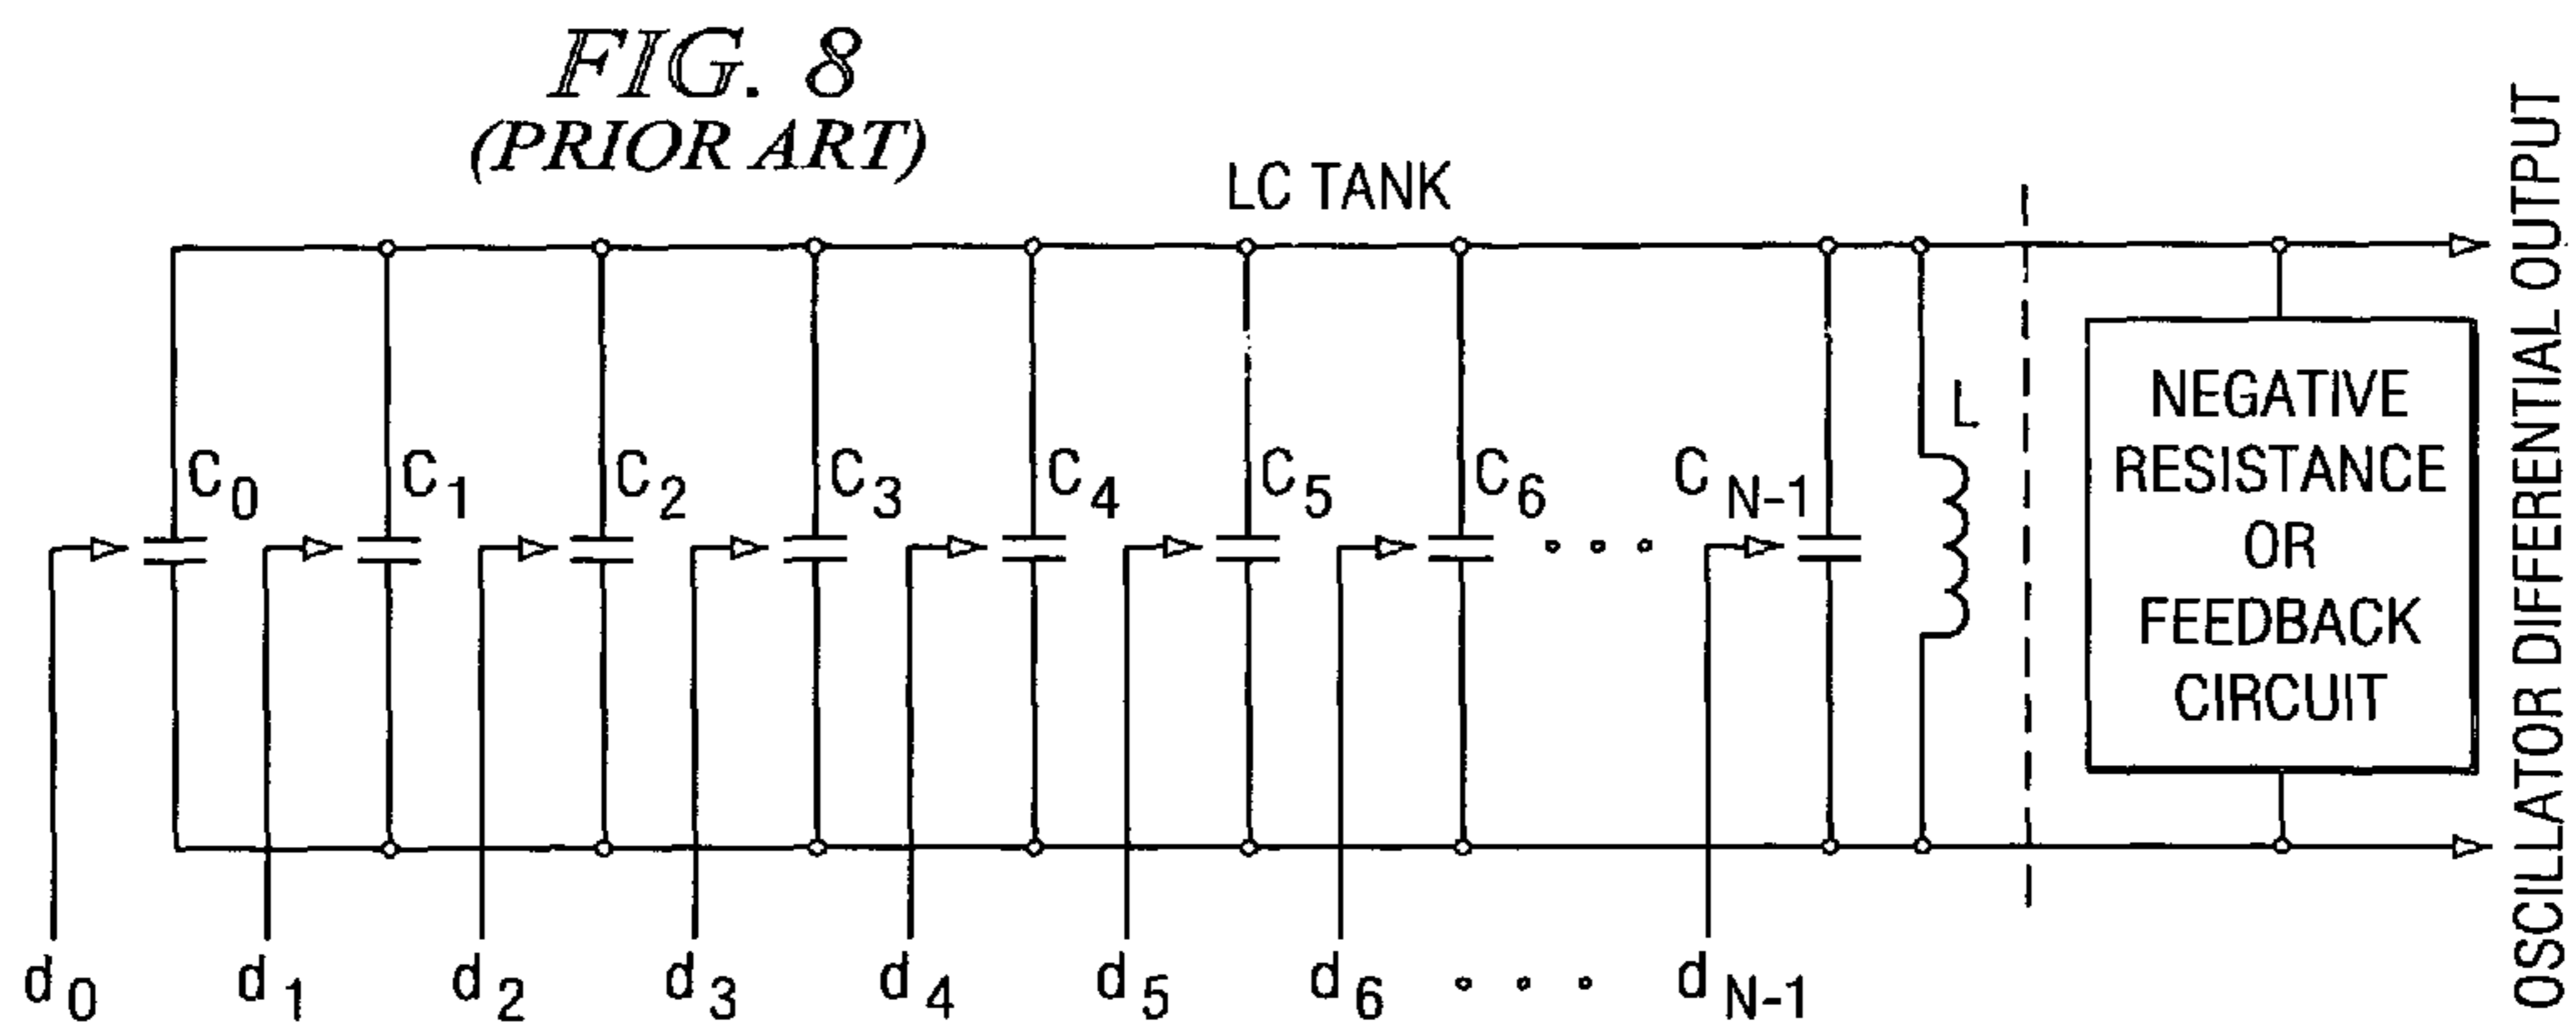 FIG. 8
(PRIOR ART)
LC TANK
C0 C1 C2 C3 C4 C5 C6 ∘ ∘ ∘ CN-1
L
NEGATIVE
RESISTANCE
OR
FEEDBACK
CIRCUIT
OSCILLATOR DIFFERENTIAL OUTPUT
d0 d1 d2 d3 d4 d5 d6 ∘ ∘ ∘ dN-1